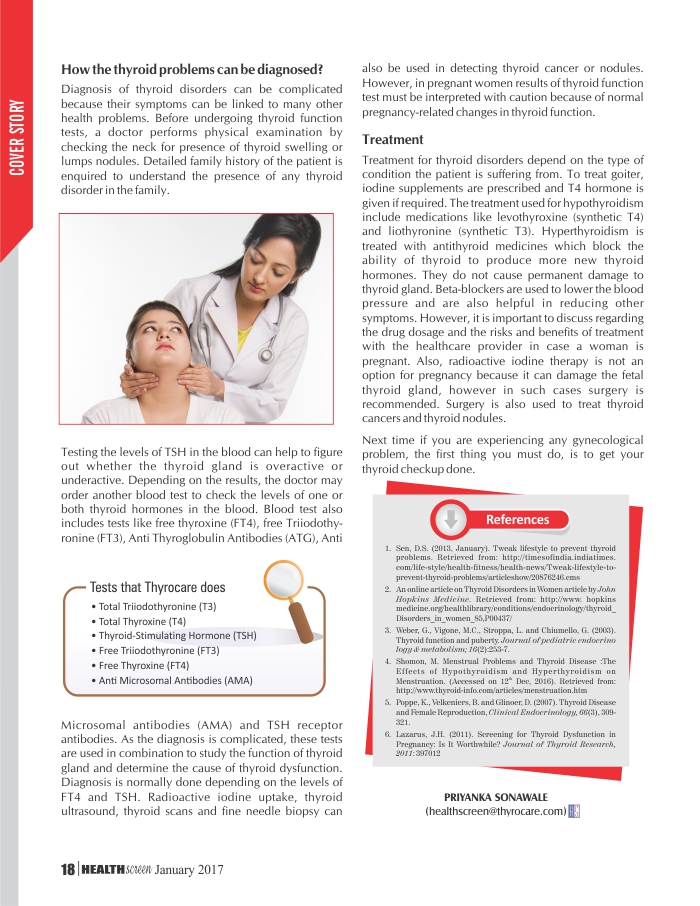 COVER STORY
How the thyroid problems can be diagnosed?
Diagnosis of thyroid disorders can be complicated
because their symptoms can be linked to many other
health problems. Before undergoing thyroid function
tests, a doctor performs physical examination by
checking the neck for presence of thyroid swelling or
lumps nodules. Detailed family history of the patient is
enquired to understand the presence of any thyroid
disorder in the family.
Testing the levels of TSH in the blood can help to figure
out whether the thyroid gland is overactive or
underactive. Depending on the results, the doctor may
order another blood test to check the levels of one or
both thyroid hormones in the blood. Blood test also
includes tests like free thyroxine (FT4), free Triiodothy-
ronine (FT3), Anti Thyroglobulin Antibodies (ATG), Anti
Tests that Thyrocare does
• Total Triiodothyronine (T3)
• Total Thyroxine (T4)
• Thyroid-Stimulating Hormone (TSH)
• Free Triiodothyronine (FT3)
• Free Thyroxine (FT4)
• Anti Microsomal Antibodies (AMA)
Microsomal antibodies (AMA) and TSH receptor
antibodies. As the diagnosis is complicated, these tests
are used in combination to study the function of thyroid
gland and determine the cause of thyroid dysfunction.
Diagnosis is normally done depending on the levels of
FT4 and TSH. Radioactive iodine uptake, thyroid
ultrasound, thyroid scans and fine needle biopsy can
also be used in detecting thyroid cancer or nodules.
However, in pregnant women results of thyroid function
test must be interpreted with caution because of normal
pregnancy-related changes in thyroid function.
Treatment
Treatment for thyroid disorders depend on the type of
condition the patient is suffering from. To treat goiter,
iodine supplements are prescribed and T4 hormone is
given if required. The treatment used for hypothyroidism
include medications like levothyroxine (synthetic T4)
and liothyronine (synthetic T3). Hyperthyroidism is
treated with antithyroid medicines which block the
ability of thyroid to produce more new thyroid
hormones. They do not cause permanent damage to
thyroid gland. Beta-blockers are used to lower the blood
pressure and are also helpful in reducing other
symptoms. However, it is important to discuss regarding
the drug dosage and the risks and benefits of treatment
with the healthcare provider in case a woman is
pregnant. Also, radioactive iodine therapy is not an
option for pregnancy because it can damage the fetal
thyroid gland, however in such cases surgery is
recommended. Surgery is also used to treat thyroid
cancers and thyroid nodules.
Next time if you are experiencing any gynecological
problem, the first thing you must do, is to get your
thyroid checkup done.
References
1. Sen, D.S. (2013, January). Tweak lifestyle to prevent thyroid
problems. Retrieved from: http://timesofindia.indiatimes.
com/life-style/health-fitness/health-news/Tweak-lifestyle-to-
prevent-thyroid-problems/articleshow/20876246.cms
2. An online article on Thyroid Disorders in Women article by John
Hopkins Medicine. Retrieved from: http://www. hopkins
medicine.org/healthlibrary/conditions/endocrinology/thyroid_
Disorders_in_women_85,P00437/
3. Weber, G., Vigone, M.C., Stroppa, L. and Chiumello, G. (2003).
Thyroid function and puberty. Journal of pediatric endocrino
logy & metabolism; 16(2):253-7.
4. Shomon, M. Menstrual Problems and Thyroid Disease :The
Effects of Hypothyroidism and Hyperthyroidism on
Menstruation. (Accessed on 12th Dec, 2016). Retrieved from:
http://www.thyroid-info.com/articles/menstruation.htm
5. Poppe, K., Velkeniers, B. and Glinoer, D. (2007). Thyroid Disease
and Female Reproduction, Clinical Endocrinology, 66(3), 309-
321.
6. Lazarus, J.H. (2011). Sereening for Thyroid Dysfunction in
Pregnancy: Is It Worthwhile? Journal of Thyroid Research,
2011: 397012
PRIYANKA SONAWALE
(healthscreen@thyrocare.com)
18 HEALTH screen January 2017